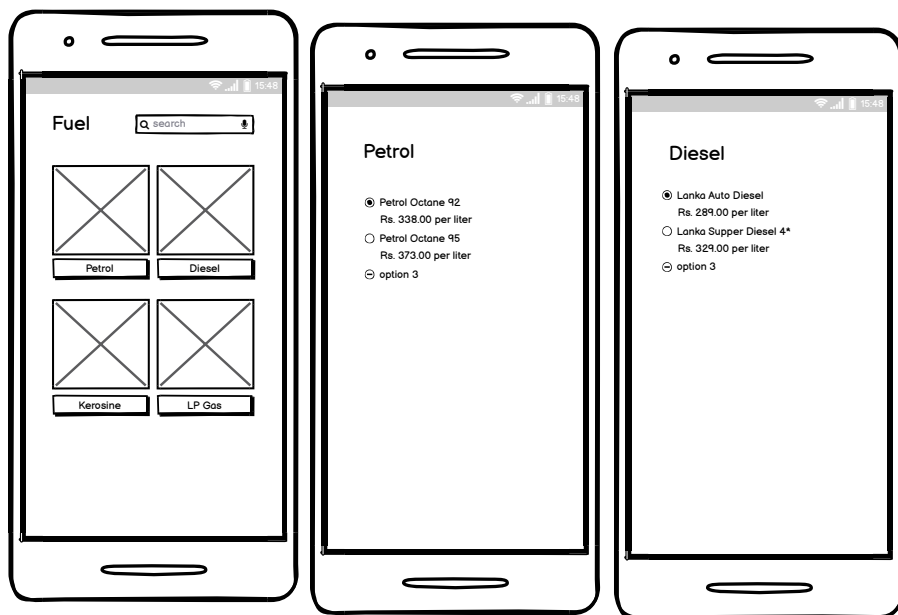 15:48
Fuel
search
Petrol
Diesel
Kerosine
LP Gas
15:48
Petrol
Petrol Octane 92
Rs. 338.00 per liter
Petrol Octane 95
Rs. 373.00 per liter
option 3
15:48
Diesel
Lanka Auto Diesel
Rs. 289.00 per liter
Lanka Supper Diesel 4*
Rs. 329.00 per liter
option 3